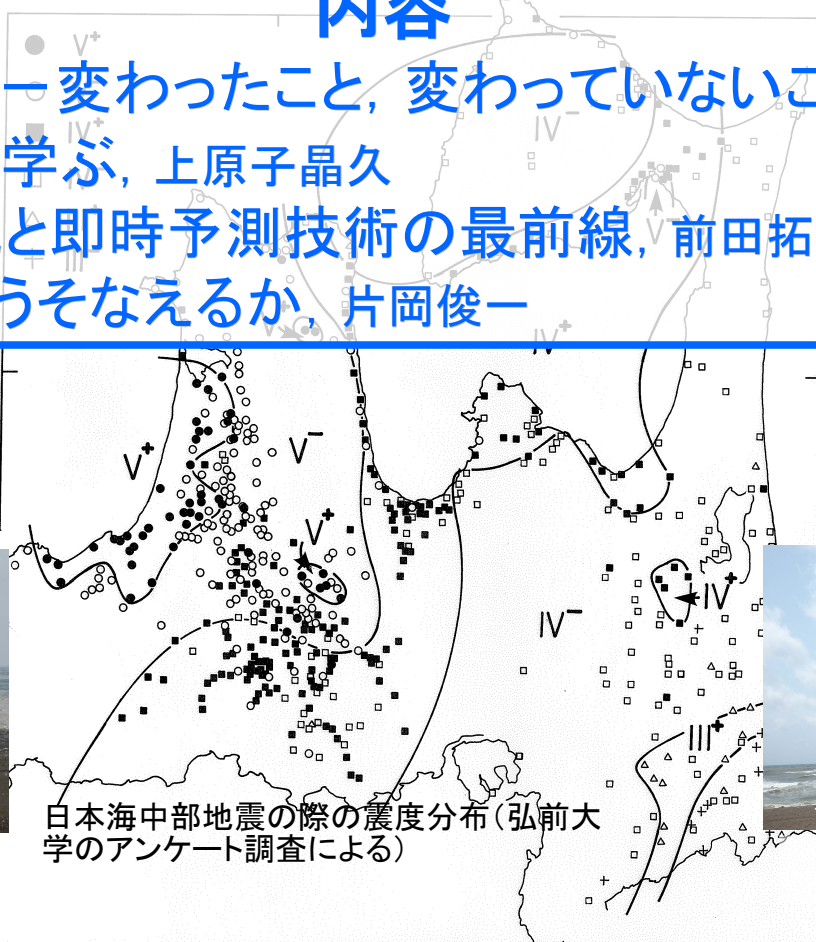 内容
ー変わったこと, 変わっていないこ
学ぶ, 上原子晶久
と即時予測技術の最前線, 前田拓
うそなえるか, 片岡俊一
V+
IV+
IV-
V-
III+
IV+
IV-
V+
V-
V+
IV-
IV+
III+
日本海中部地震の際の震度分布(弘前大
学のアンケート調査による)